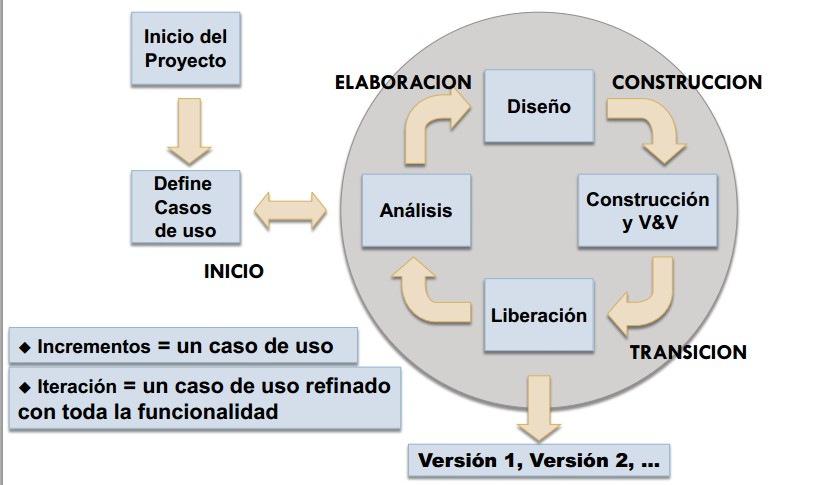 Inicio del
Proyecto
ELABORACION
CONSTRUCCION
Diseño
Define
Casos
de uso
Análisis
Construcción
y V&V
INICIO
Liberación
TRANSICION
◆ Incrementos = un caso de uso
◆ Iteración = un caso de uso refinado
con toda la funcionalidad
Versión 1, Versión 2, ...